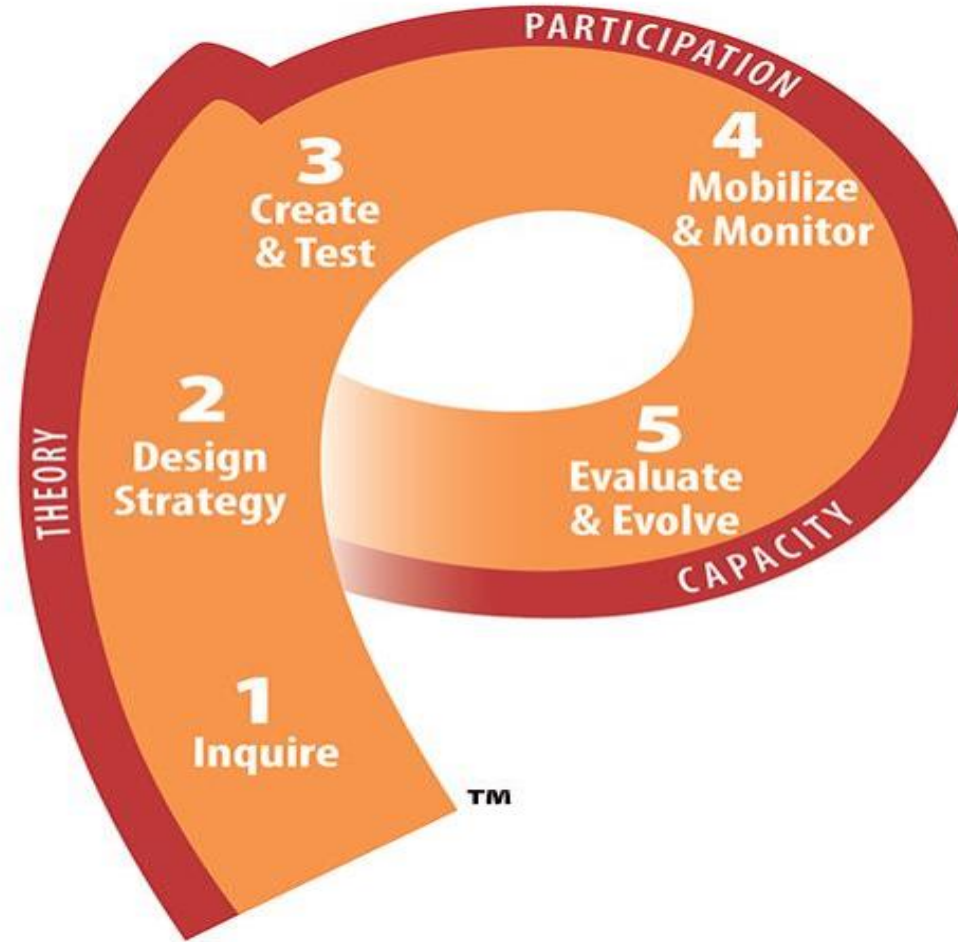 PARTICIPATION
3
Create
& Test
4
Mobilize
& Monitor
THEORY
2
Design
Strategy
5
Evaluate
& Evolve
CAPACITY
1
Inquire
TM